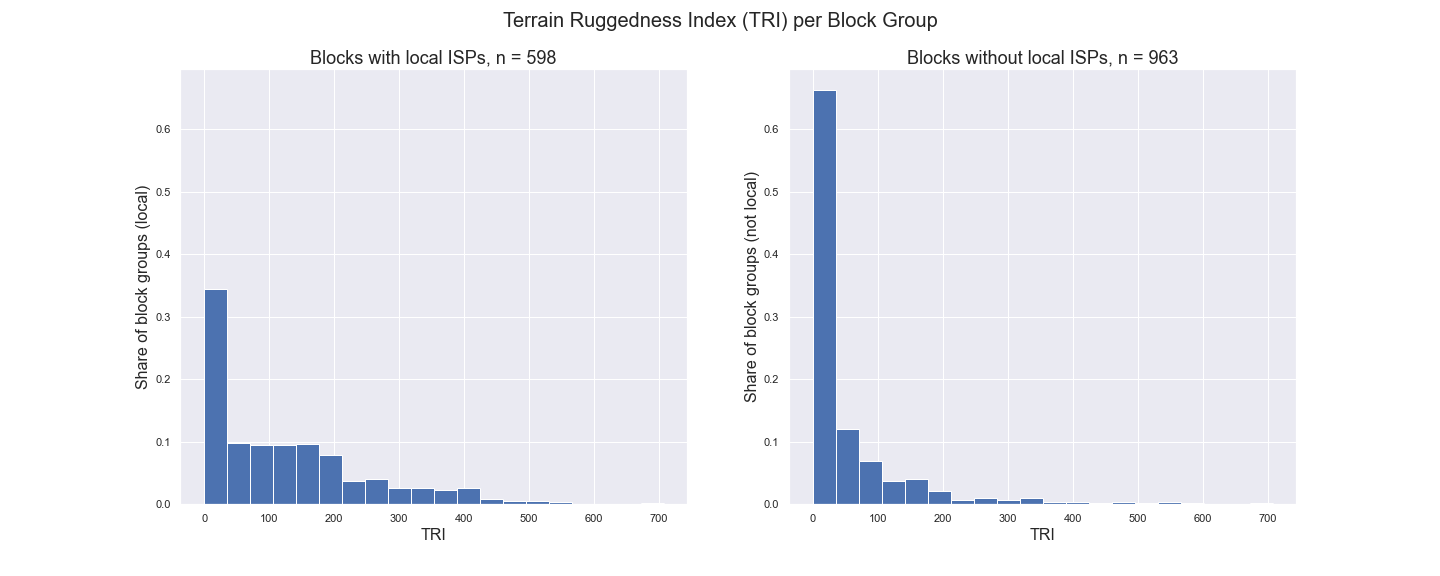 Terrain Ruggedness Index (TRI) per Block Group
Blocks with local ISPs, n = 598
Share of block groups (local)
0.6
0.5
0.4
0.3
0.2
0.1
0.0
0 100 200 300 400 500 600 700
TRI
Blocks without local ISPs, n = 963
Share of block groups (not local)
0.6
0.5
0.4
0.3
0.2
0.1
0.0
0 100 200 300 400 500 600 700
TRI